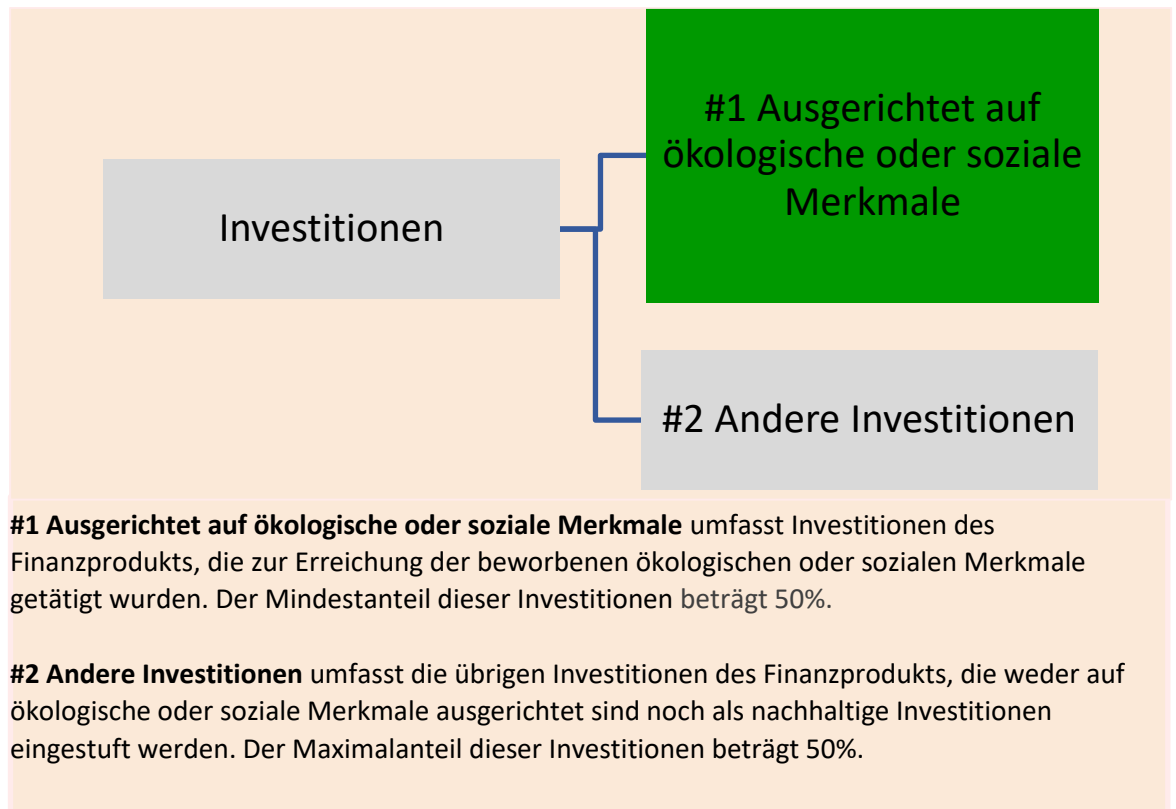 #1 Ausgerichtet auf
ökologische oder soziale
Merkmale
Investitionen
#2 Andere Investitionen
#1 Ausgerichtet auf ökologische oder soziale Merkmale umfasst Investitionen des
Finanzprodukts, die zur Erreichung der beworbenen ökologischen oder sozialen Merkmale
getätigt wurden. Der Mindestanteil dieser Investitionen beträgt 50%.
#2 Andere Investitionen umfasst die übrigen Investitionen des Finanzprodukts, die weder auf
ökologische oder soziale Merkmale ausgerichtet sind noch als nachhaltige Investitionen
eingestuft werden. Der Maximalanteil dieser Investitionen beträgt 50%.